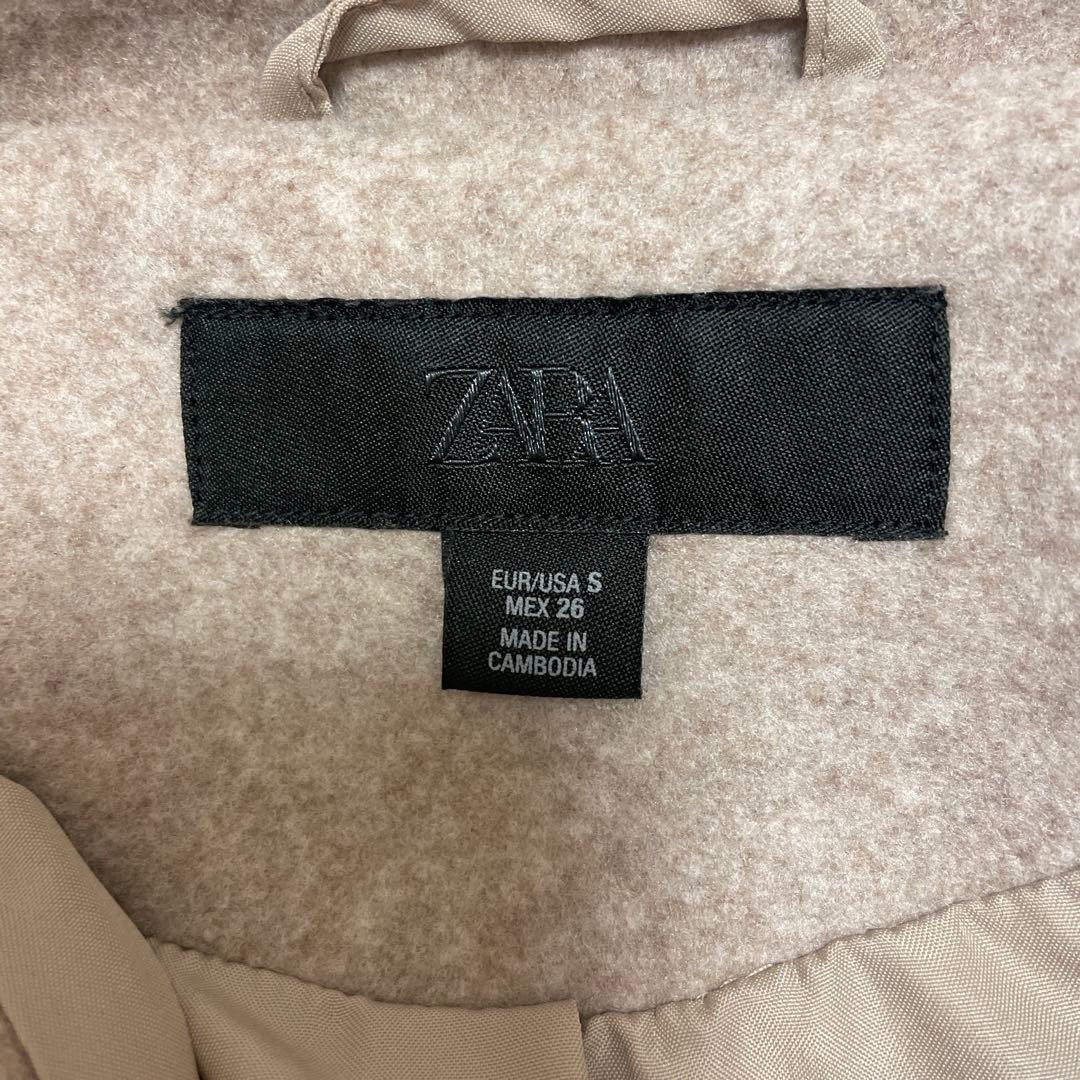 ZARA
EUR/USA S
MEX 26
MADE IN
CAMBODIA